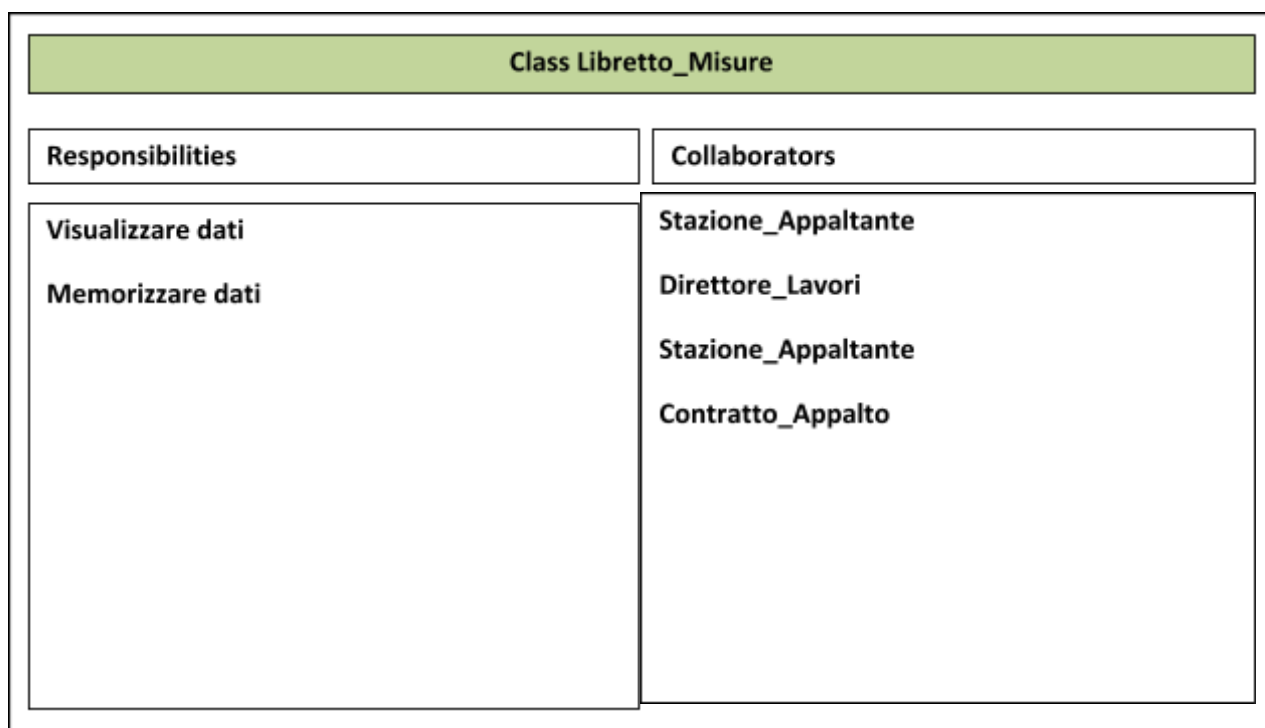 Class Libretto_Misure
Responsibilities
Collaborators
Visualizzare dati
Memorizzare dati
Stazione_Appaltante
Direttore_Lavori
Stazione_Appaltante
Contratto_Appalto